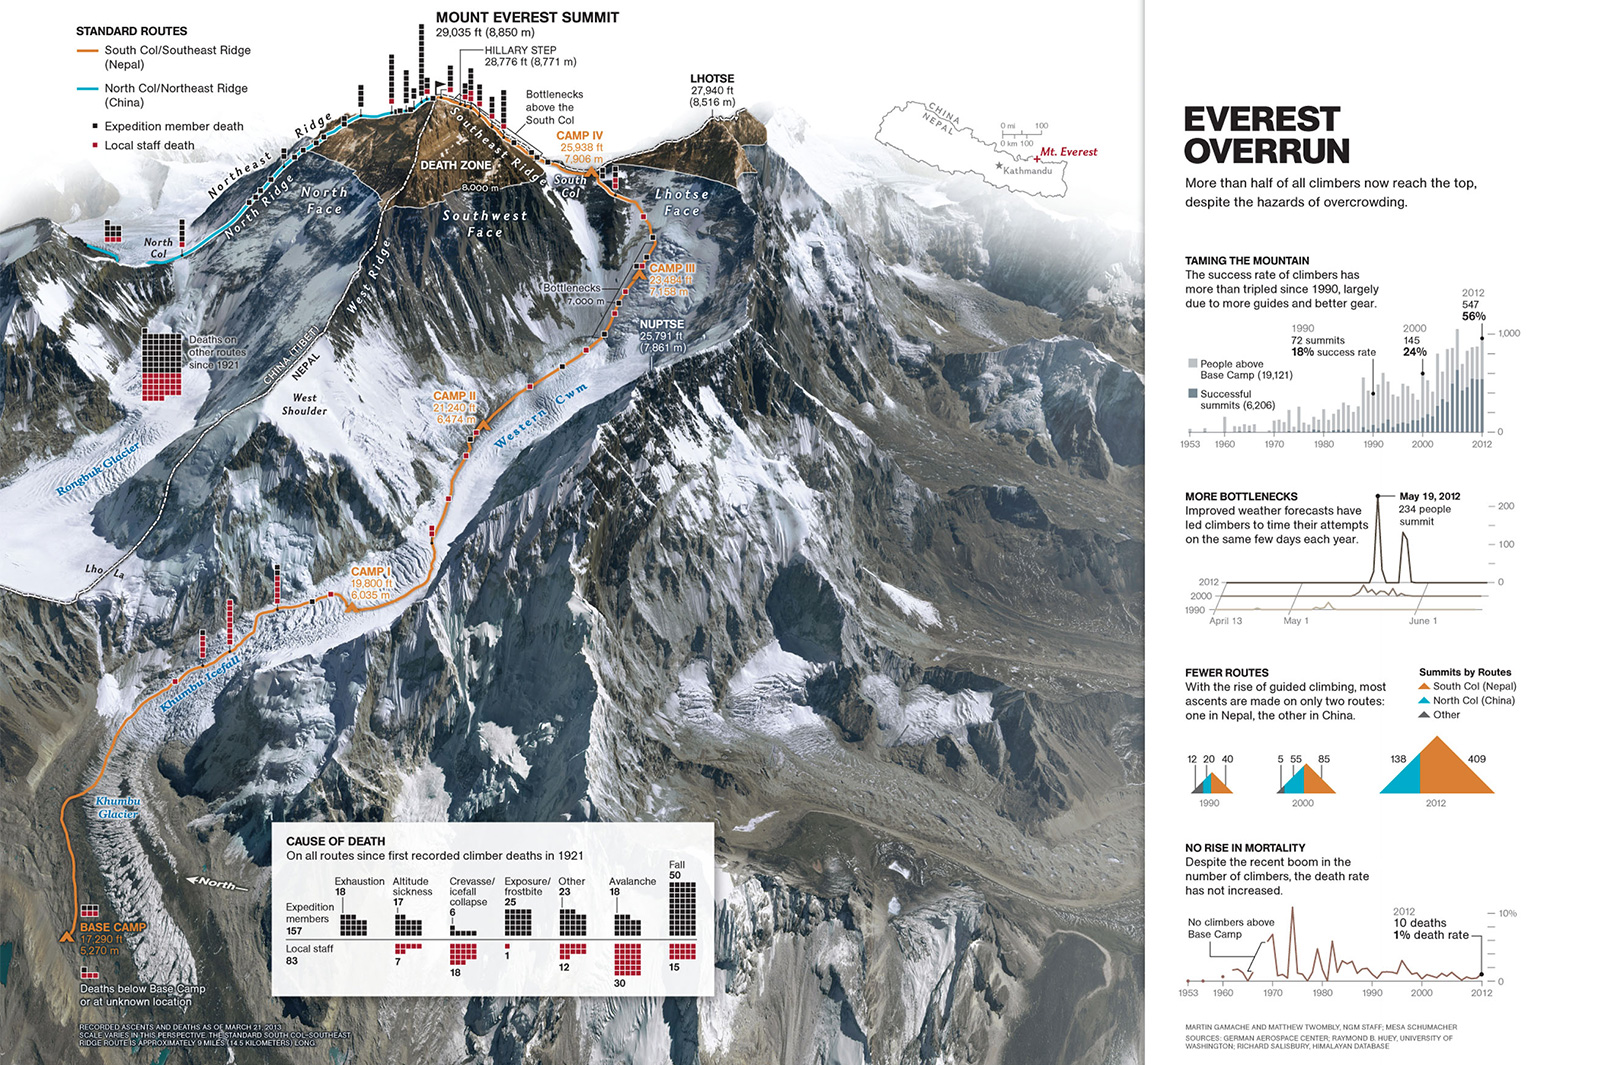 STANDARD ROUTES
South Col/Southeast Ridge
(Nepal)
North Col/Northeast Ridge
(China)
Expedition member death
Local staff death
MOUNT EVEREST SUMMIT
29,035 ft (8,850 m)
HILLARY STEP
28,776 ft (8,771 m)
Bottlenecks
above the
South Col
CAMP IV
25,938 ft
7,906 m
LHOTSE
27,940 ft
(8,516 m)
CHINA
NEPAL
0 mi 100
0 km 100
Mt. Everest
Kathmandu
Northeast Ridge
North Ridge
North
Face
Southeast Ridge
DEATH ZONE
8,000 m
South
Col
Lhotse
Face
Southwest
Face
North
Col
West Ridge
CAMP III
23,484 ft
7,158 m
Bottlenecks
7,000 m
NUPTSE
25,791 ft
(7,861 m)
Deaths on
other routes
since 1921
CHINA (TIBET)
NEPAL
West
Shoulder
CAMP II
21,240 ft
6,474 m
Western Cwm
Rongbuk Glacier
Lho La
CAMP I
19,800 ft
6,035 m
Khumbu Icefall
Khumbu
Glacier
North
BASE CAMP
17,290 ft
5,270 m
Deaths below Base Camp
or at unknown location
RECORDED ASCENTS AND DEATHS AS OF MARCH 21, 2013
SCALE VARIES IN THIS PERSPECTIVE. THE STANDARD SOUTH COL–SOUTHEAST
RIDGE ROUTE IS APPROXIMATELY 9 MILES (14.5 KILOMETERS) LONG.
CAUSE OF DEATH
On all routes since first recorded climber deaths in 1921
Exhaustion
18
Altitude
sickness
17
Crevasse/
icefall
collapse
6
Exposure/
frostbite
25
Other
23
Avalanche
18
Fall
50
Expedition
members
157
Local staff
83
7
18
1
12
30
15
EVEREST
OVERRUN
More than half of all climbers now reach the top,
despite the hazards of overcrowding.
TAMING THE MOUNTAIN
The success rate of climbers has
more than tripled since 1990, largely
due to more guides and better gear.
1990
72 summits
18% success rate
2000
145
24%
2012
547
56%
People above
Base Camp (19,121)
Successful
summits (6,206)
1,000
0
1953 1960 1970 1980 1990 2000 2012
MORE BOTTLENECKS
Improved weather forecasts have
led climbers to time their attempts
on the same few days each year.
May 19, 2012
234 people
summit
200
100
0
2012
2000
1990
April 13 May 1 June 1
FEWER ROUTES
With the rise of guided climbing, most
ascents are made on only two routes:
one in Nepal, the other in China.
Summits by Routes
South Col (Nepal)
North Col (China)
Other
12 20 40
1990
5 55 85
2000
138 409
2012
NO RISE IN MORTALITY
Despite the recent boom in the
number of climbers, the death rate
has not increased.
No climbers above
Base Camp
2012
10 deaths
1% death rate
10%
0
1953 1960 1970 1980 1990 2000 2012
MARTIN GAMACHE AND MATTHEW TWOMBLY, NGM STAFF; MESA SCHUMACHER
SOURCES: GERMAN AEROSPACE CENTER; RAYMOND B. HUEY, UNIVERSITY OF
WASHINGTON; RICHARD SALISBURY, HIMALAYAN DATABASE